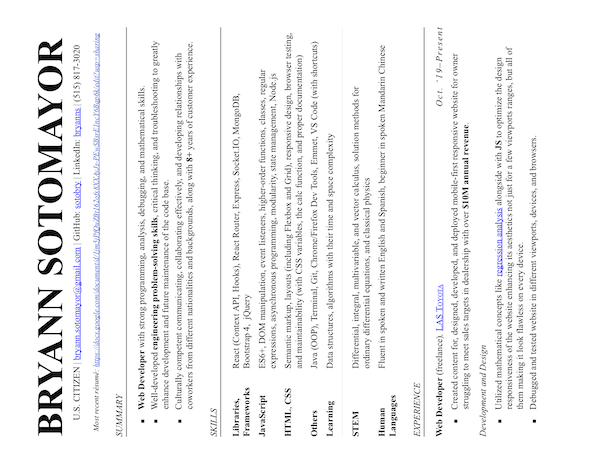 BRYANN SOTOMAYOR
U.S. CITIZEN | bryann.sotomayor@gmail.com | GitHub: sotobry | LinkedIn: bryanns | (515) 817-3020
Most recent résumé:
SUMMARY
▪ Web Developer with strong programming, analysis, debugging, and mathematical skills.
▪ Well-developed engineering problem-solving skills, critical thinking, and troubleshooting to greatly
enhance development and future maintenance of the code base.
▪ Culturally competent communicating, collaborating effectively, and developing relationships with
coworkers from different nationalities and backgrounds, along with 8+ years of customer experience.
SKILLS
Libraries, React (Context API, Hooks), React Router, Express, Socket.IO, MongoDB,
Frameworks Bootstrap 4, jQuery
JavaScript ES6+, DOM manipulation, event listeners, higher-order functions, classes, regular
expressions, asynchronous programming, modularity, state management, Node.js
HTML, CSS Semantic markup, layouts (including Flexbox and Grid), responsive design, browser testing,
and maintainability (with CSS variables, the calc function, and proper documentation)
Others Java (OOP), Terminal, Git, Chrome/Firefox Dev Tools, Emmet, VS Code (with shortcuts)
Learning Data structures, algorithms with their time and space complexity
STEM Differential, integral, multivariable, and vector calculus, solution methods for
ordinary differential equations, and classical physics
Human Fluent in spoken and written English and Spanish, beginner in spoken Mandarin Chinese
Languages
EXPERIENCE
Web Developer (freelance), LAS Toyota Oct. '19–Present
▪ Created content for, designed, developed, and deployed mobile-first responsive website for owner
struggling to meet sales targets in dealership with over $10M annual revenue.
Development and Design
▪ Utilized mathematical concepts like regression analysis alongside with JS to optimize the design
responsiveness of the website enhancing its aesthetics not just for a few viewports ranges, but all of
them making it look flawless on every device.
▪ Debugged and tested website in different viewports, devices, and browsers.